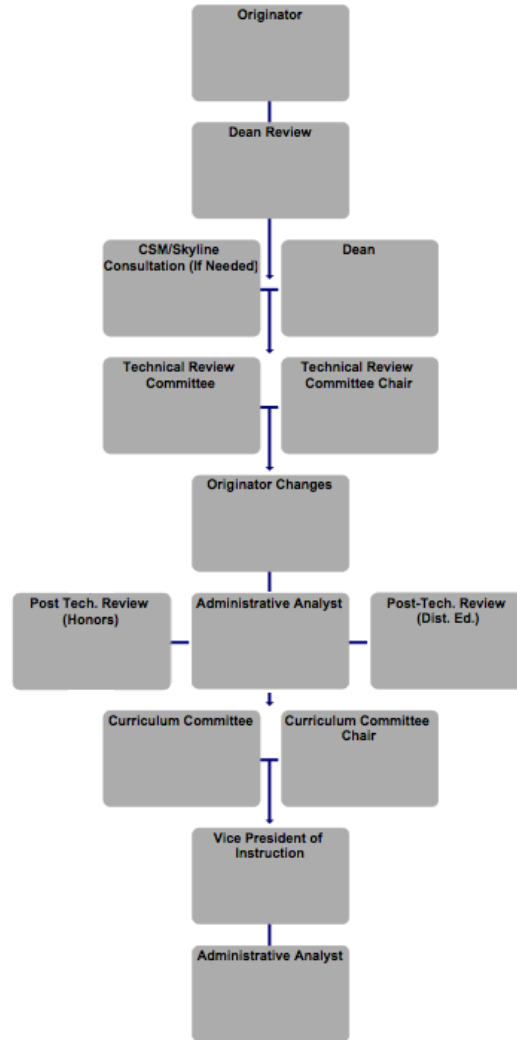 Originator
Dean Review
CSM/Skyline
Consultation (If Needed)
Dean
Technical Review
Committee
Technical Review
Committee Chair
Originator Changes
Post Tech. Review
(Honors)
Administrative Analyst
Post-Tech. Review
(Dist. Ed.)
Curriculum Committee
Curriculum Committee
Chair
Vice President of
Instruction
Administrative Analyst